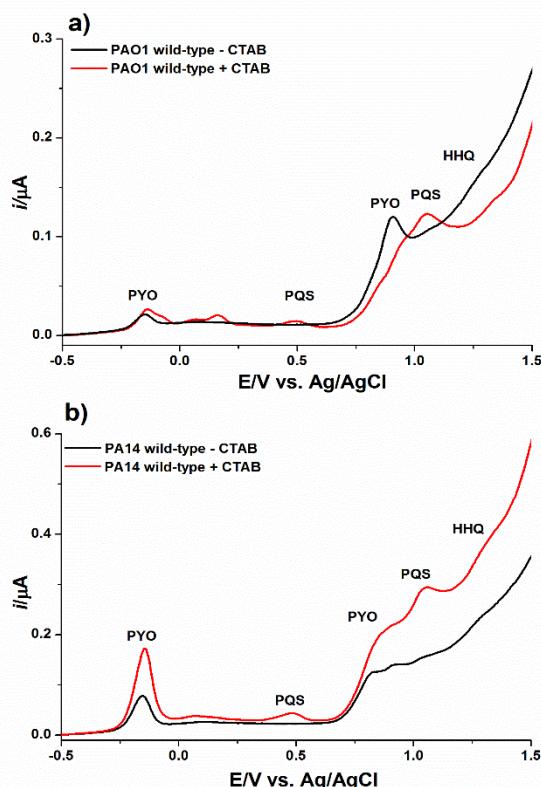 a)
0.3
PAO1 wild-type - CTAB
PAO1 wild-type + CTAB
0.2
HHQ
PYO PQS
i/μA
0.1
PYO
PQS
0.0
-0.5 0.0 0.5 1.0 1.5
E/V vs. Ag/AgCl
b)
0.6
PA14 wild-type - CTAB
PA14 wild-type + CTAB
HHQ
0.4
PQS
i/μA
PYO
0.2
PYO
PQS
0.0
-0.5 0.0 0.5 1.0 1.5
E/V vs. Ag/AgCl